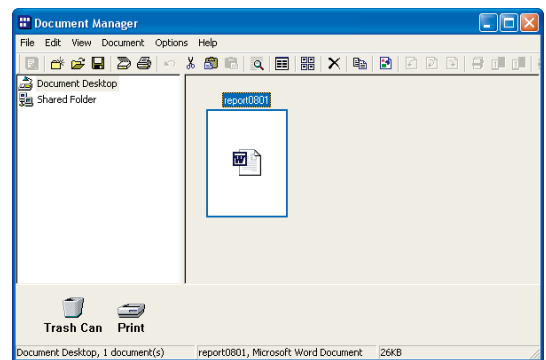 Document Manager
File Edit View Document Options Help
Document Desktop
Shared Folder
report0801
W
Trash Can Print
Document Desktop, 1 document(s) report0801, Microsoft Word Document 26KB